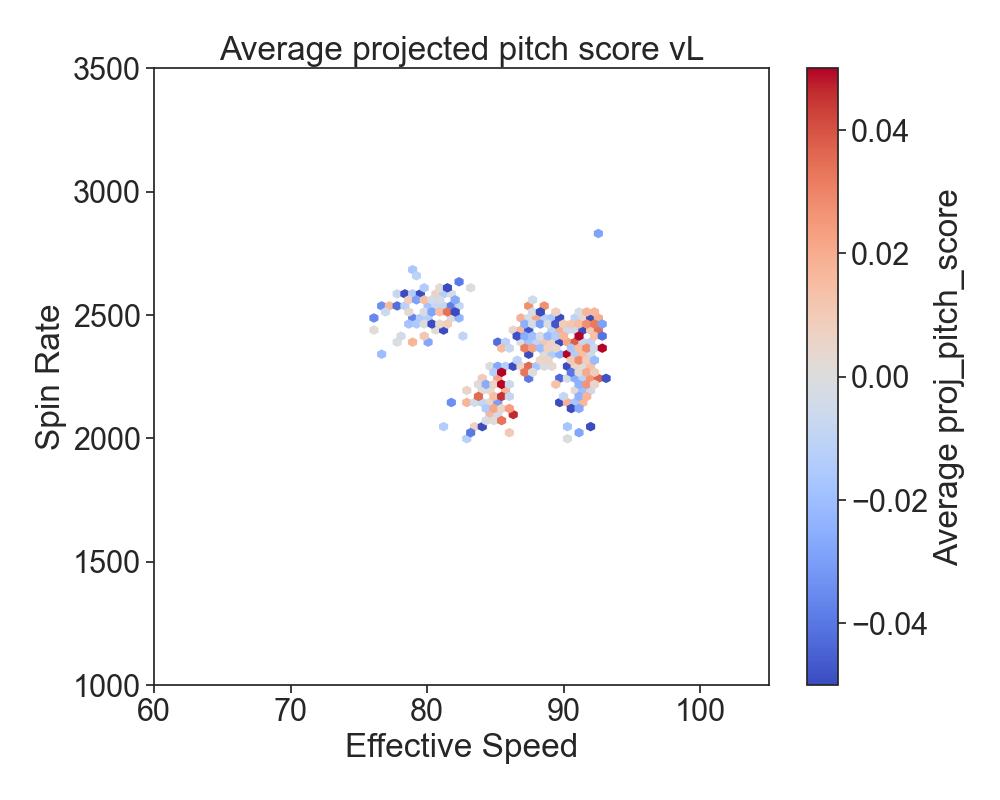 Average projected pitch score vL
3500
3000
2500
2000
1500
1000
Spin Rate
60 70 80 90 100
Effective Speed
0.04
0.02
0.00
−0.02
−0.04
Average proj_pitch_score